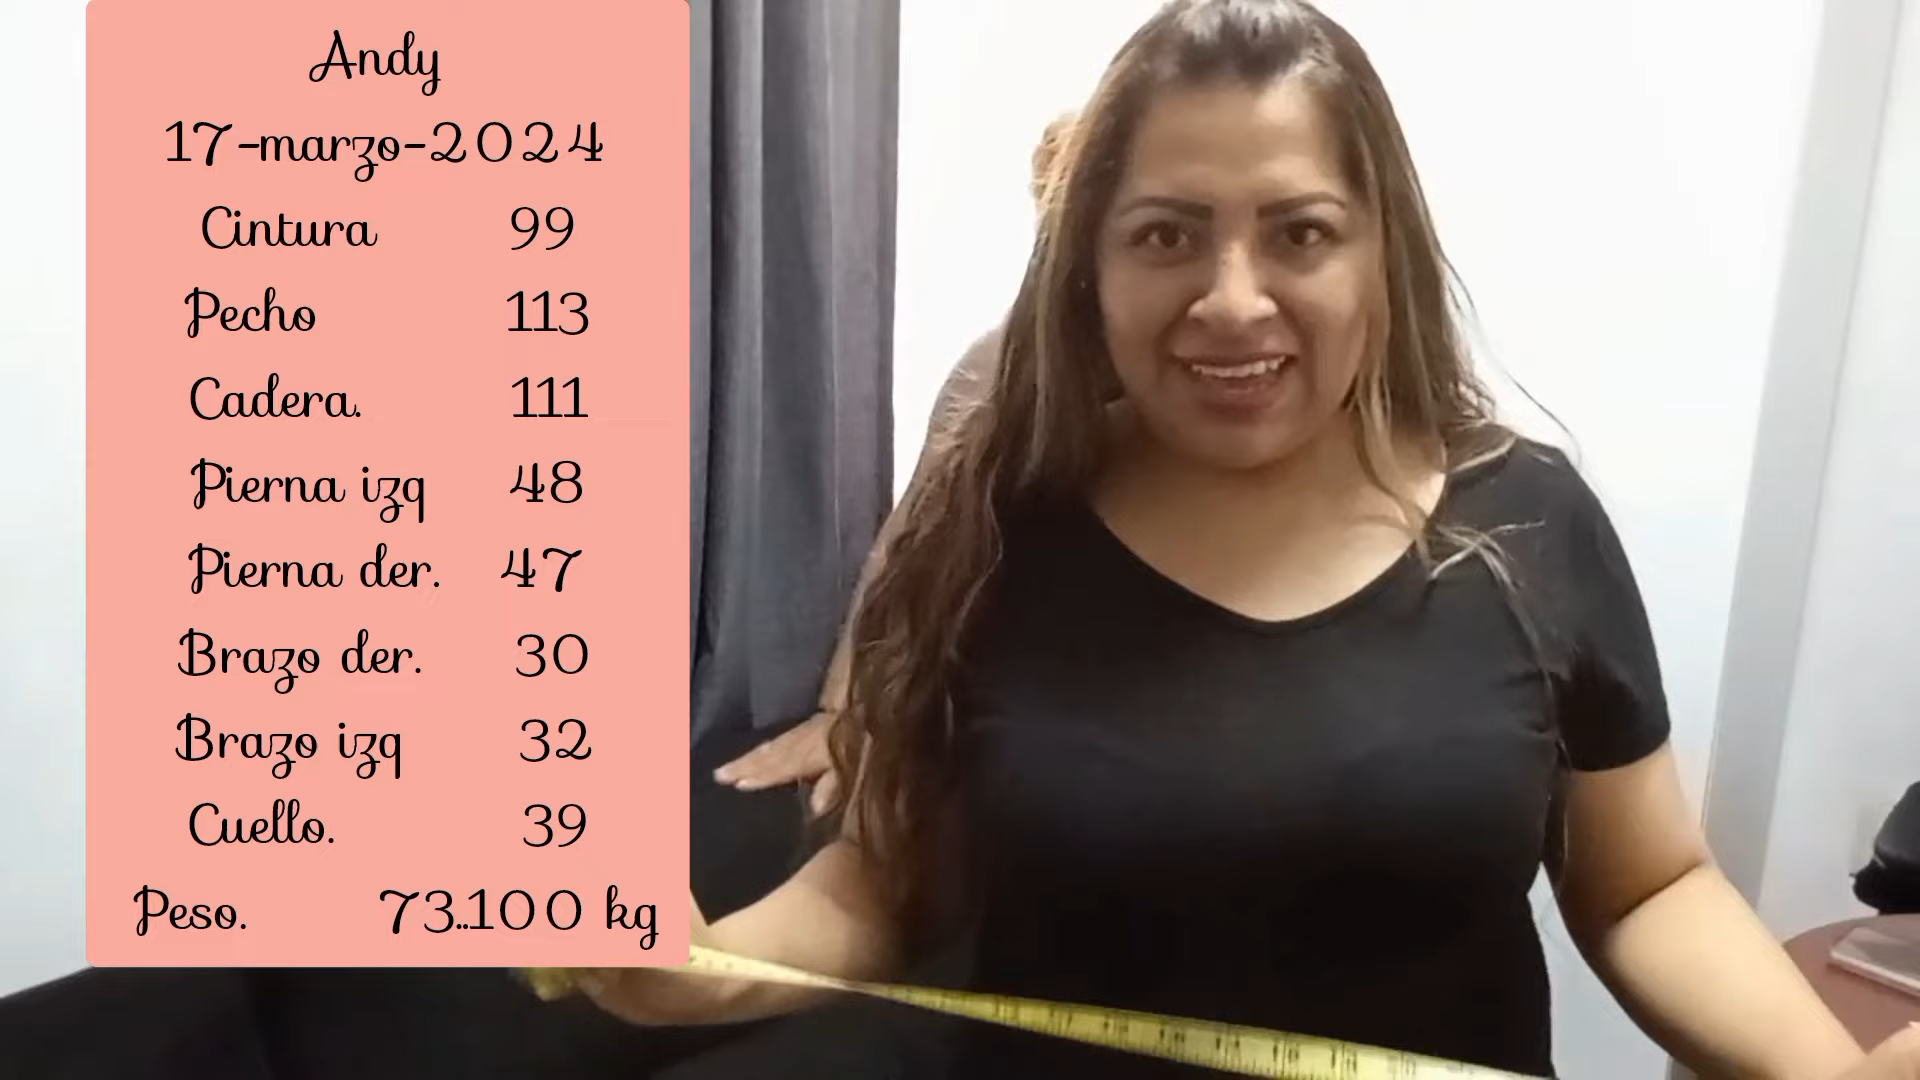 Andy
17-marzo-2024
Cintura 99
Pecho 113
Cadera. 111
Pierna izq 48
Pierna der. 47
Brazo der. 30
Brazo izq 32
Cuello. 39
Peso. 73..100 kg